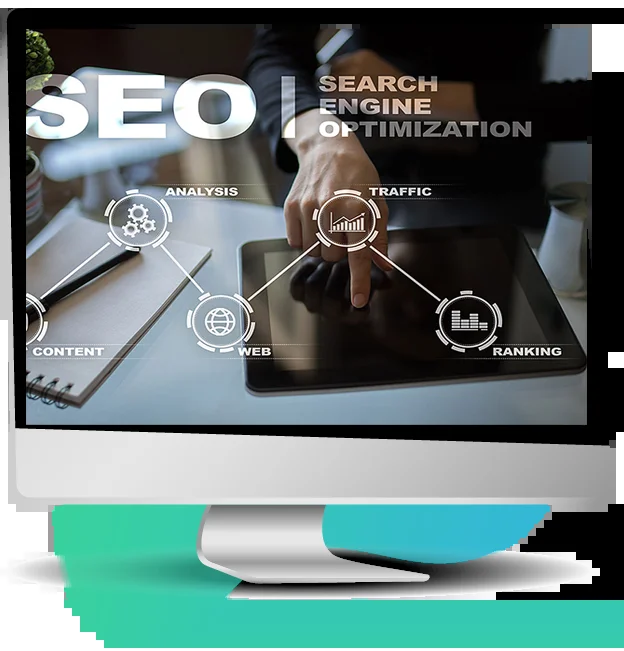 SEO
SEARCH
ENGINE
OPTIMIZATION
ANALYSIS
TRAFFIC
CONTENT
WEB
RANKING